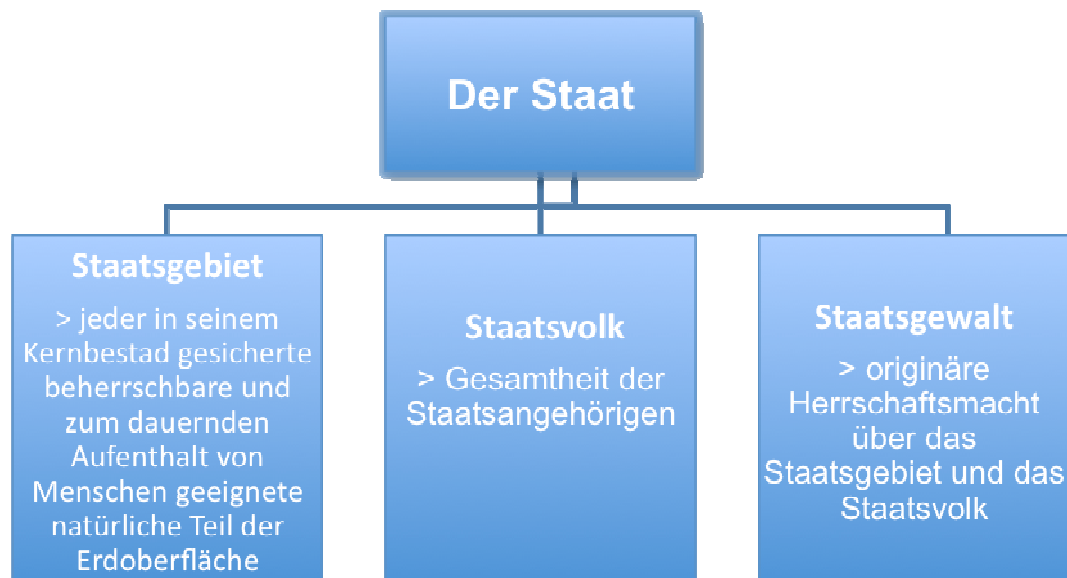 Der Staat
Staatsgebiet
> jeder in seinem
Kernbestad gesicherte
beherrschbare und
zum dauernden
Aufenthalt von
Menschen geeignete
natürliche Teil der
Erdoberfläche
Staatsvolk
> Gesamtheit der
Staatsangehörigen
Staatsgewalt
> originäre
Herrschaftsmacht
über das
Staatsgebiet und das
Staatsvolk